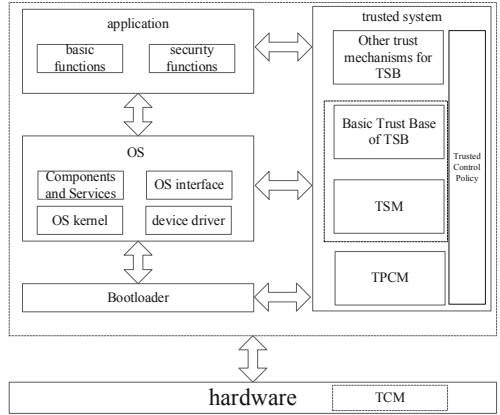 application
basic
functions
security
functions
OS
Components
and Services
OS interface
OS kernel
device driver
Bootloader
trusted system
Other trust
mechanisms for
TSB
Basic Trust Base
of TSB
TSM
TPCM
Trusted
Control
Policy
hardware
TCM